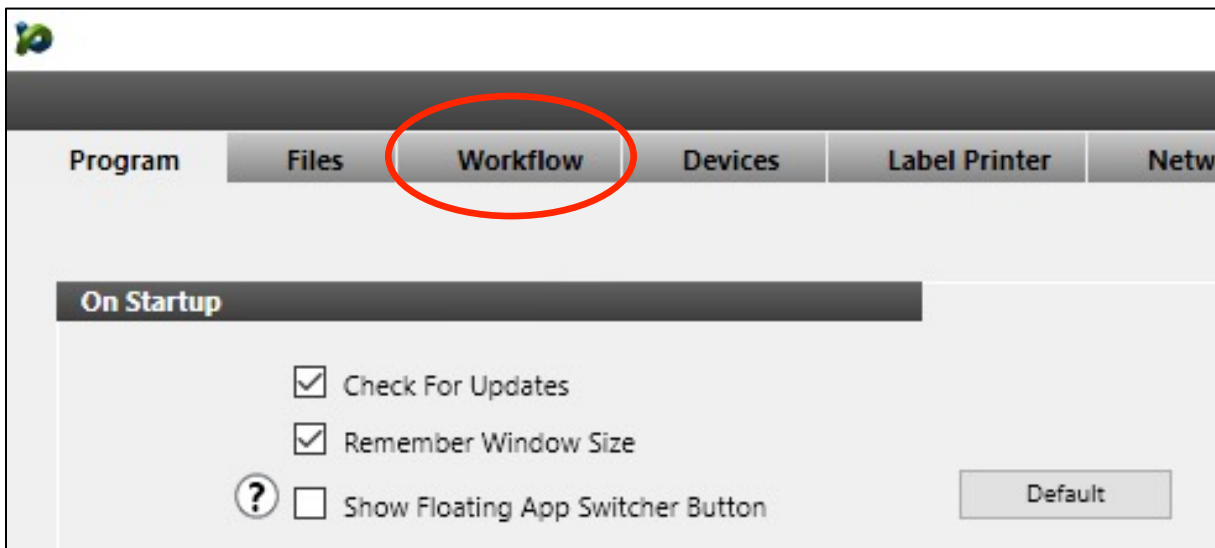 Program Files Workflow Devices Label Printer Netw
On Startup
Check For Updates
Remember Window Size
? Show Floating App Switcher Button Default